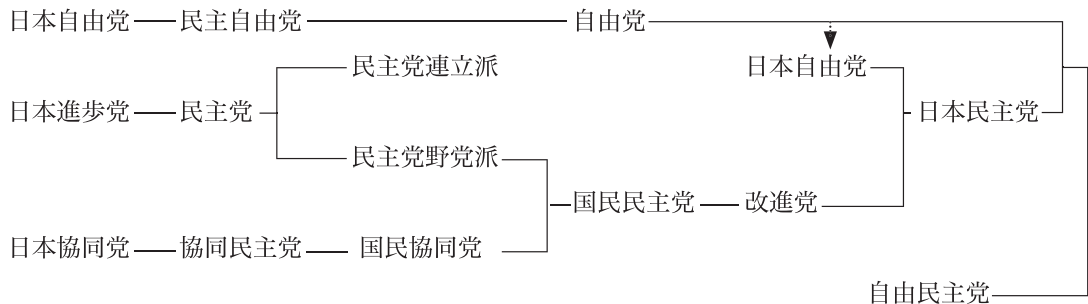 日本自由党 民主自由党 自由党
民主党連立派 日本自由党
日本進歩党 民主党 日本民主党
民主党野党派
国民民主党 改進党
日本協同党 協同民主党 国民協同党
自由民主党